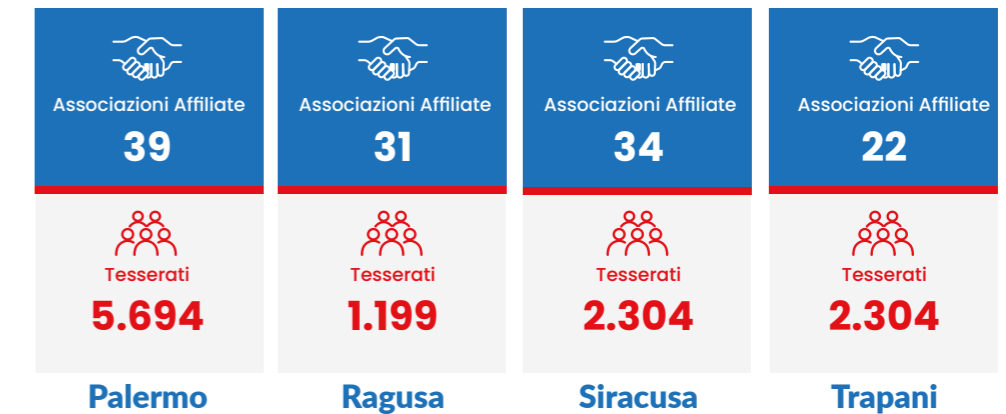 Associazioni Affiliate
39
Tesserati
5.694
Palermo
Associazioni Affiliate
31
Tesserati
1.199
Ragusa
Associazioni Affiliate
34
Tesserati
2.304
Siracusa
Associazioni Affiliate
22
Tesserati
2.304
Trapani